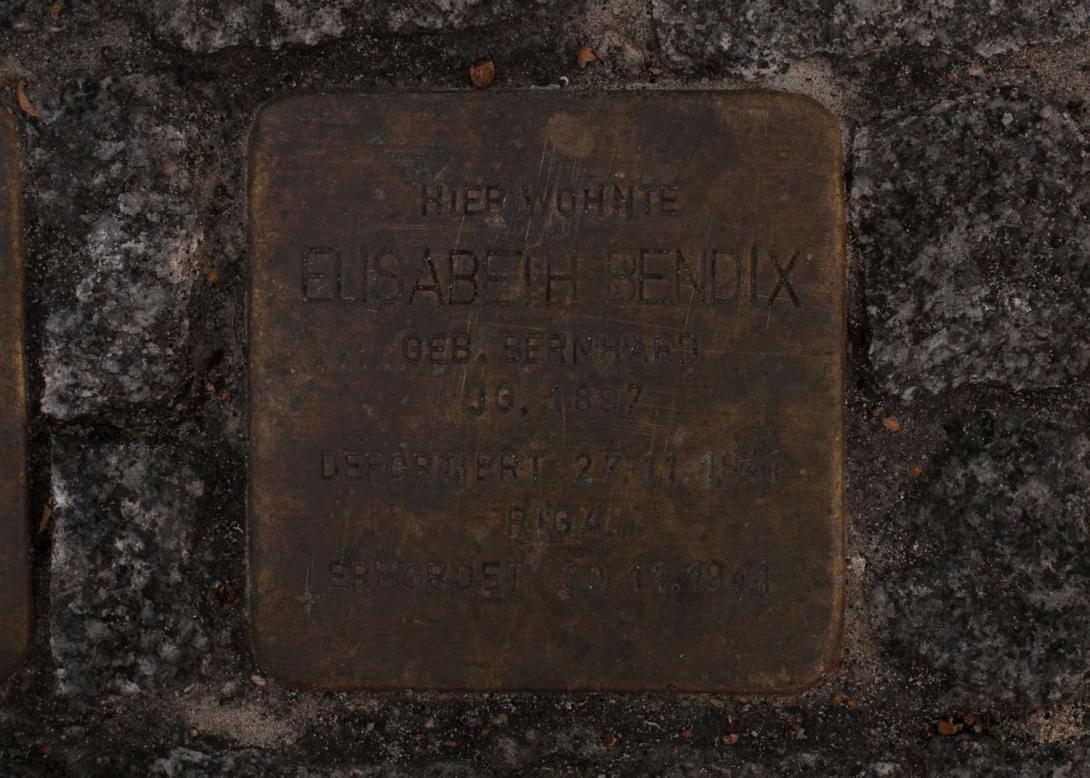 HIER WOHNTE
ELISABETH BENDIX
GEB. BERNHARD
JG. 1897
DEPORTIERT 27.11.1941
RIGA
ERMORDET 30.11.1941